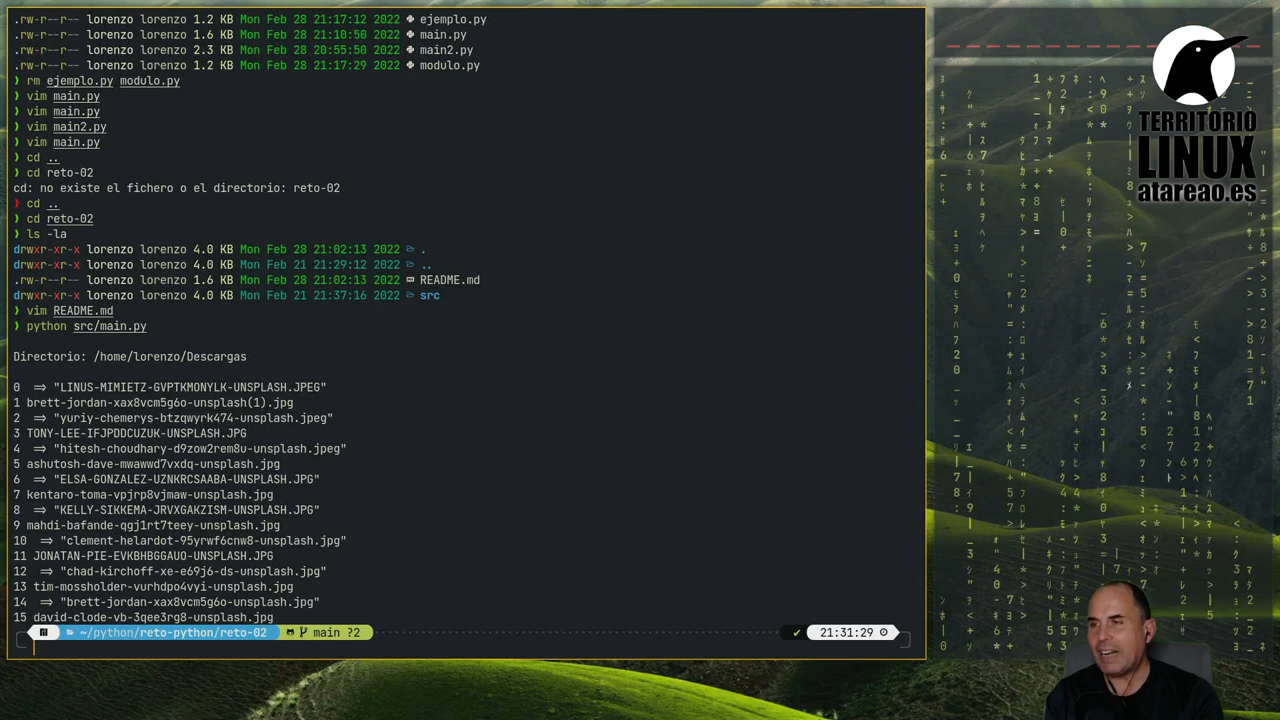 .rw-r--r-- lorenzo lorenzo 1.2 KB Mon Feb 28 21:17:12 2022 ejemplo.py
.rw-r--r-- lorenzo lorenzo 1.6 KB Mon Feb 28 21:10:50 2022 main.py
.rw-r--r-- lorenzo lorenzo 2.3 KB Mon Feb 28 20:55:50 2022 main2.py
.rw-r--r-- lorenzo lorenzo 1.2 KB Mon Feb 28 21:17:29 2022 modulo.py
❯ rm ejemplo.py modulo.py
❯ vim main.py
❯ vim main.py
❯ vim main2.py
❯ vim main.py
❯ cd ..
❯ cd reto-02
cd: no existe el fichero o el directorio: reto-02
❯ cd ..
❯ cd reto-02
❯ ls -la
drwxr-xr-x lorenzo lorenzo 4.0 KB Mon Feb 28 21:02:13 2022 .
drwxr-xr-x lorenzo lorenzo 4.0 KB Mon Feb 21 21:29:12 2022 ..
.rw-r--r-- lorenzo lorenzo 1.6 KB Mon Feb 28 21:02:13 2022 README.md
drwxr-xr-x lorenzo lorenzo 4.0 KB Mon Feb 21 21:37:16 2022 src
❯ vim README.md
❯ python src/main.py
Directorio: /home/lorenzo/Descargas
0 => "LINUS-MIMIETZ-GVPTKMONYLK-UNSPLASH.JPEG"
1 brett-jordan-xax8vcm5g6o-unsplash(1).jpg
2 => "yuriy-chemerys-btzqwyrk474-unsplash.jpeg"
3 TONY-LEE-IFJPDDCUZUK-UNSPLASH.JPG
4 => "hitesh-choudhary-d9zow2rem8u-unsplash.jpeg"
5 ashutosh-dave-mwawwd7vxdq-unsplash.jpg
6 => "ELSA-GONZALEZ-UZNKRCSAABA-UNSPLASH.JPG"
7 kentaro-toma-vpjrp8vjmaw-unsplash.jpg
8 => "KELLY-SIKKEMA-JRVXGAKZISM-UNSPLASH.JPG"
9 mahdi-bafande-qgj1rt7teey-unsplash.jpg
10 => "clement-helardot-95yrwf6cnw8-unsplash.jpg"
11 JONATAN-PIE-EVKBHBGGAUO-UNSPLASH.JPG
12 => "chad-kirchoff-xe-e69j6-ds-unsplash.jpg"
13 tim-mossholder-vurhdpo4vyi-unsplash.jpg
14 => "brett-jordan-xax8vcm5g6o-unsplash.jpg"
15 david-clode-vb-3qee3rg8-unsplash.jpg
~/python/reto-python/reto-02 main ?2 ✔ 21:31:29
TERRITORIO
LINUX
atareao.es